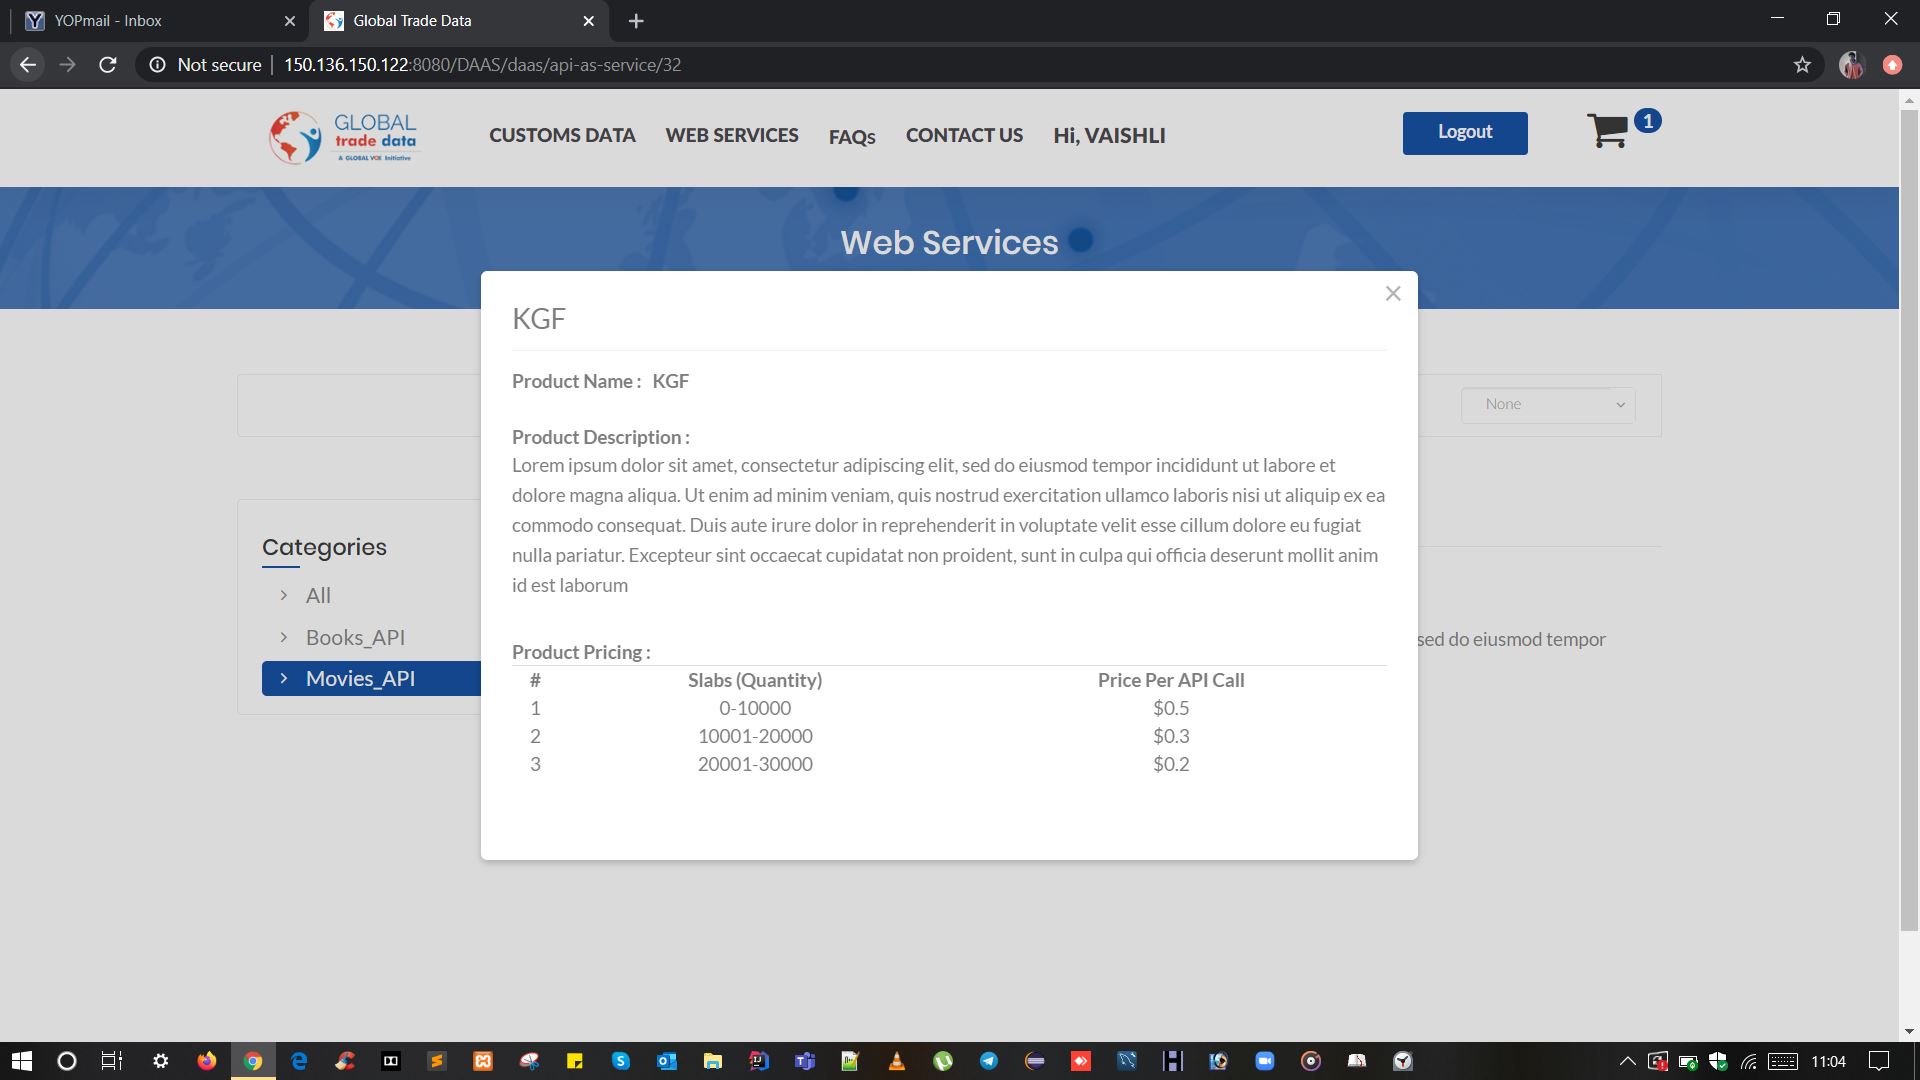 YOPmail - Inbox
Global Trade Data
Not secure
150.136.150.122:8080/DAAS/daas/api-as-service/32
GLOBAL
trade data
A GLOBAL VOX Initiative
CUSTOMS DATA
WEB SERVICES
FAQs
CONTACT US
Hi, VAISHLI
Logout
1
Web Services
KGF
Product Name : KGF
None
Product Description :
Lorem ipsum dolor sit amet, consectetur adipiscing elit, sed do eiusmod tempor incididunt ut labore et
dolore magna aliqua. Ut enim ad minim veniam, quis nostrud exercitation ullamco laboris nisi ut aliquip ex ea
commodo consequat. Duis aute irure dolor in reprehenderit in voluptate velit esse cillum dolore eu fugiat
nulla pariatur. Excepteur sint occaecat cupidatat non proident, sunt in culpa qui officia deserunt mollit anim
id est laborum
Categories
All
Books_API
Movies_API
sed do eiusmod tempor
Product Pricing :
# Slabs (Quantity) Price Per API Call
1 0-10000 $0.5
2 10001-20000 $0.3
3 20001-30000 $0.2
11:04